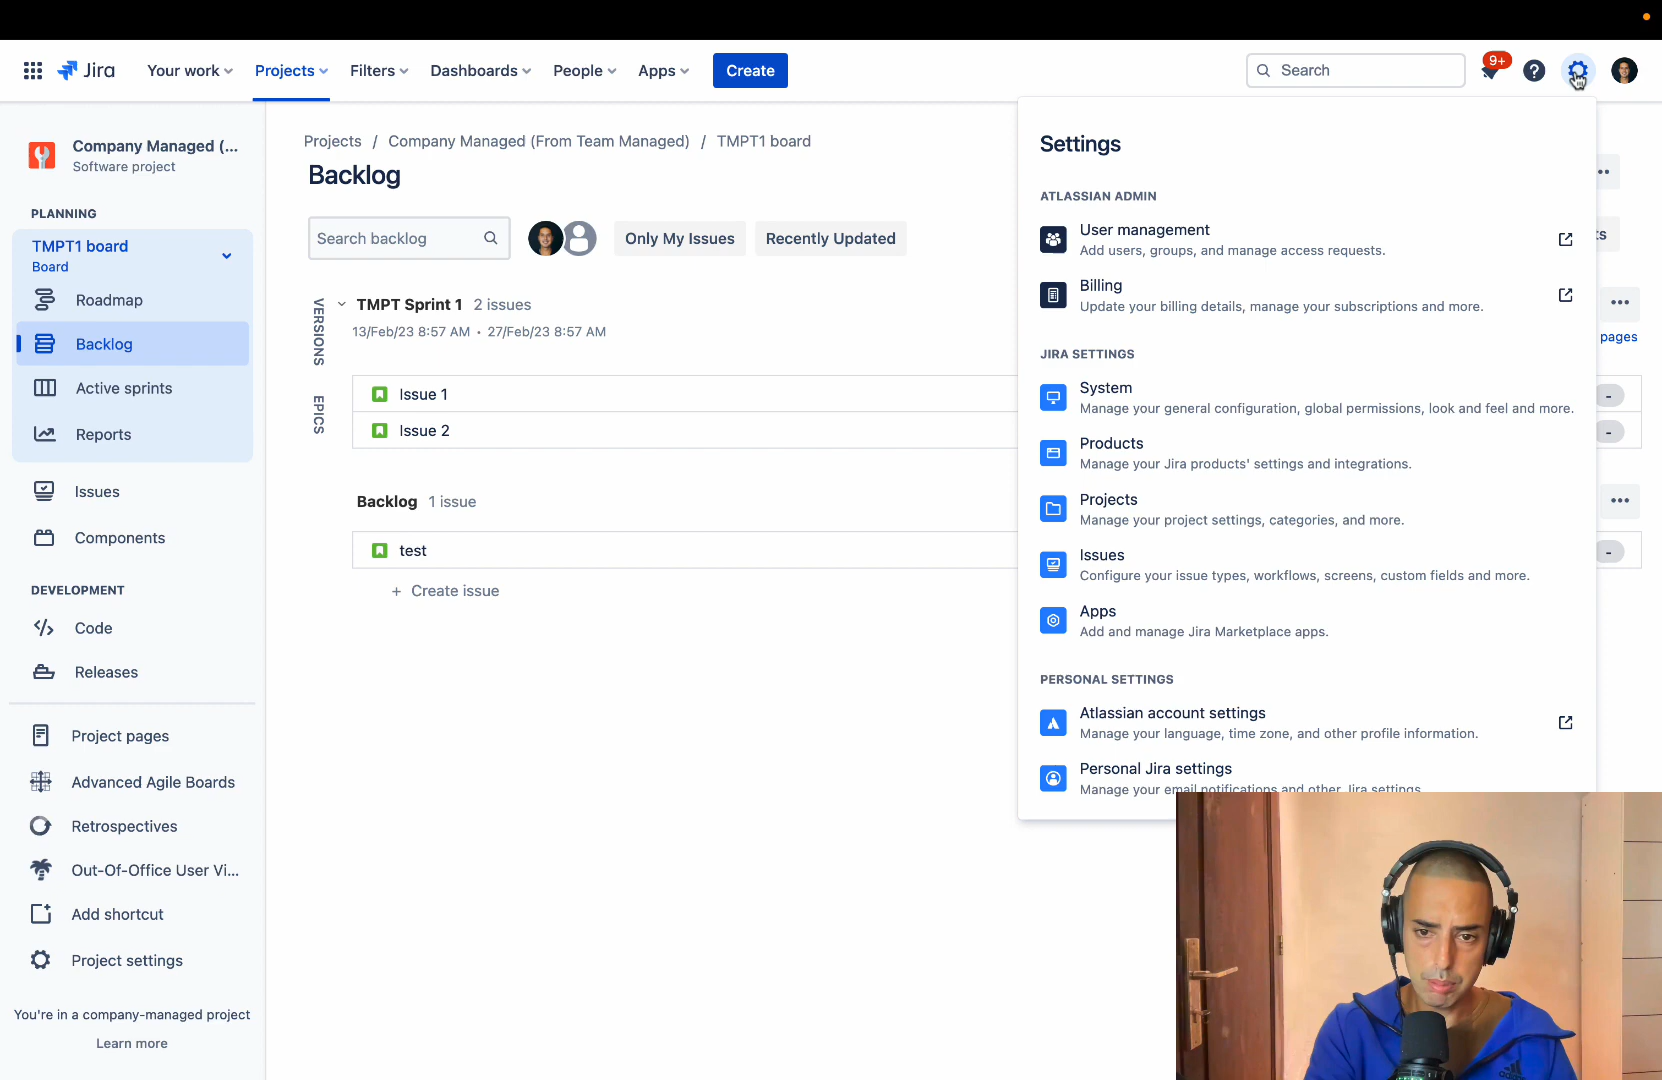 Jira
Your work
Projects
Filters
Dashboards
People
Apps
Create
Search
9+
Company Managed (...
Software project
PLANNING
TMPT1 board
Board
Roadmap
Backlog
Active sprints
Reports
Issues
Components
DEVELOPMENT
Code
Releases
Project pages
Advanced Agile Boards
Retrospectives
Out-Of-Office User Vi...
Add shortcut
Project settings
You're in a company-managed project
Learn more
Projects / Company Managed (From Team Managed) / TMPT1 board
Backlog
Search backlog
Only My Issues
Recently Updated
VERSIONS
EPICS
TMPT Sprint 1 2 issues
13/Feb/23 8:57 AM • 27/Feb/23 8:57 AM
Issue 1
Issue 2
Backlog 1 issue
test
+ Create issue
Settings
ATLASSIAN ADMIN
User management
Add users, groups, and manage access requests.
Billing
Update your billing details, manage your subscriptions and more.
JIRA SETTINGS
System
Manage your general configuration, global permissions, look and feel and more.
Products
Manage your Jira products' settings and integrations.
Projects
Manage your project settings, categories, and more.
Issues
Configure your issue types, workflows, screens, custom fields and more.
Apps
Add and manage Jira Marketplace apps.
PERSONAL SETTINGS
Atlassian account settings
Manage your language, time zone, and other profile information.
Personal Jira settings
Manage your email notifications and other Jira settings
pages
-
-
-
adidas